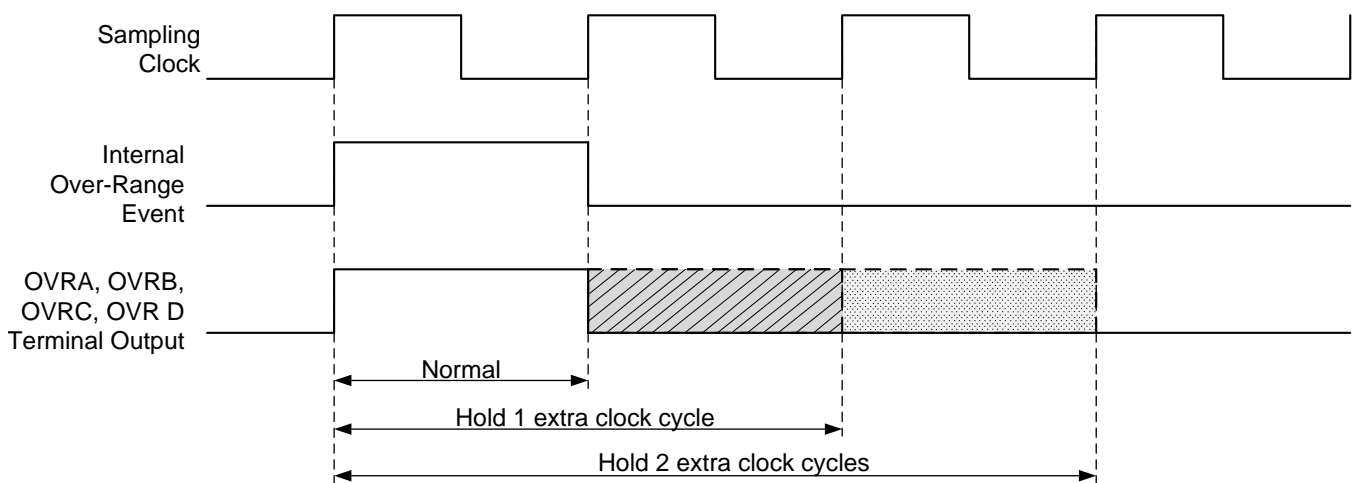 Sampling
Clock
Internal
Over-Range
Event
OVRA, OVRB,
OVRC, OVR D
Terminal Output
Normal
Hold 1 extra clock cycle
Hold 2 extra clock cycles